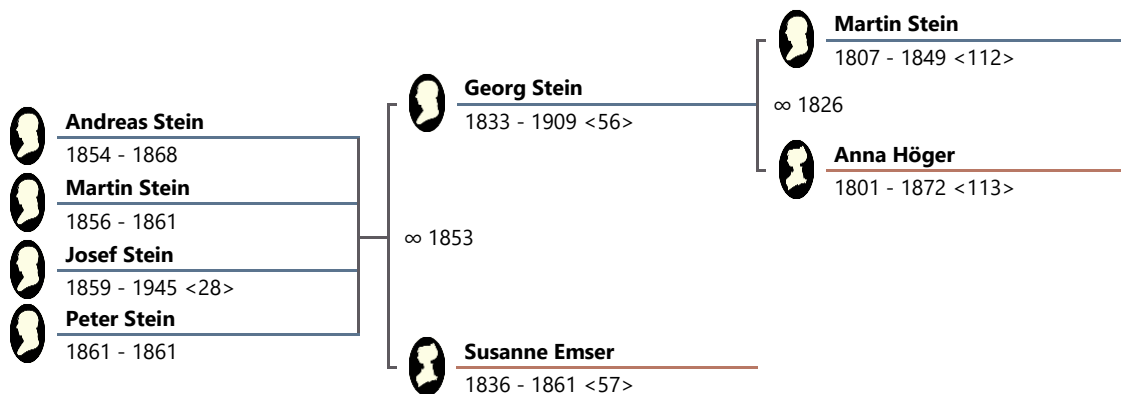 Andreas Stein
1854 - 1868
Martin Stein
1856 - 1861
Josef Stein
1859 - 1945 <28>
Peter Stein
1861 - 1861
Georg Stein
1833 - 1909 <56>
∞ 1853
Susanne Emser
1836 - 1861 <57>
Martin Stein
1807 - 1849 <112>
∞ 1826
Anna Höger
1801 - 1872 <113>